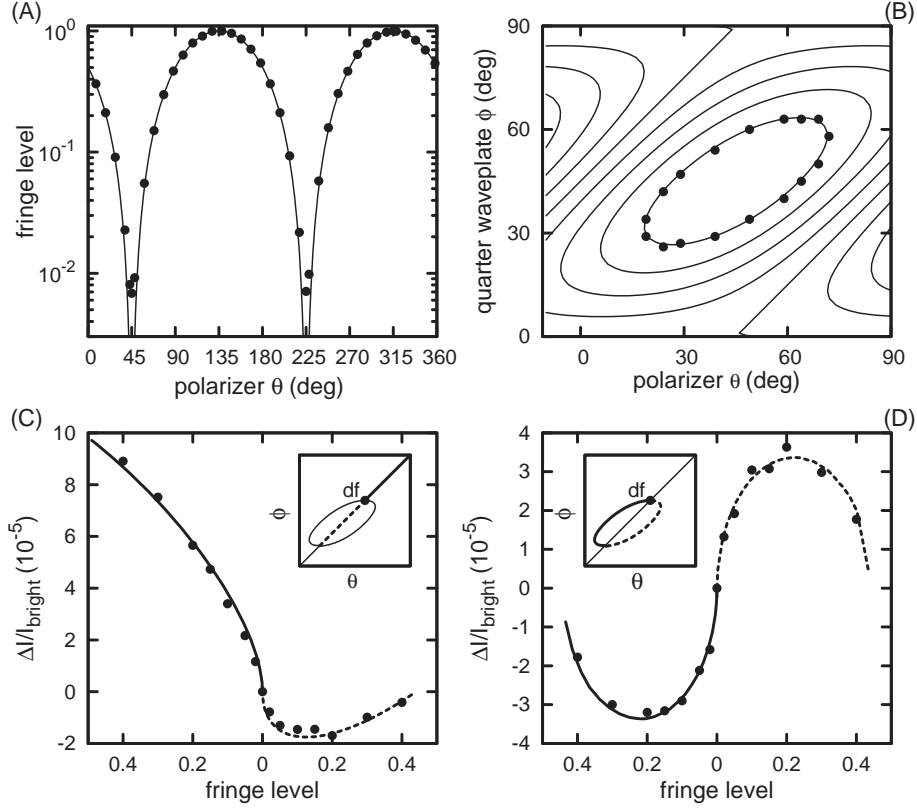 (A)
10^0
10^-1
10^-2
fringe level
0 45 90 135 180 225 270 315 360
polarizer θ (deg)
(B)
90
60
30
0
quarter waveplate ϕ (deg)
0 30 60 90
polarizer θ (deg)
(C)
10
8
6
4
2
0
-2
ΔI/I_bright (10^-5)
df
ϕ
θ
0.4 0.2 0 0.2 0.4
fringe level
(D)
4
3
2
1
0
-1
-2
-3
-4
ΔI/I_bright (10^-5)
df
ϕ
θ
0.4 0.2 0 0.2 0.4
fringe level